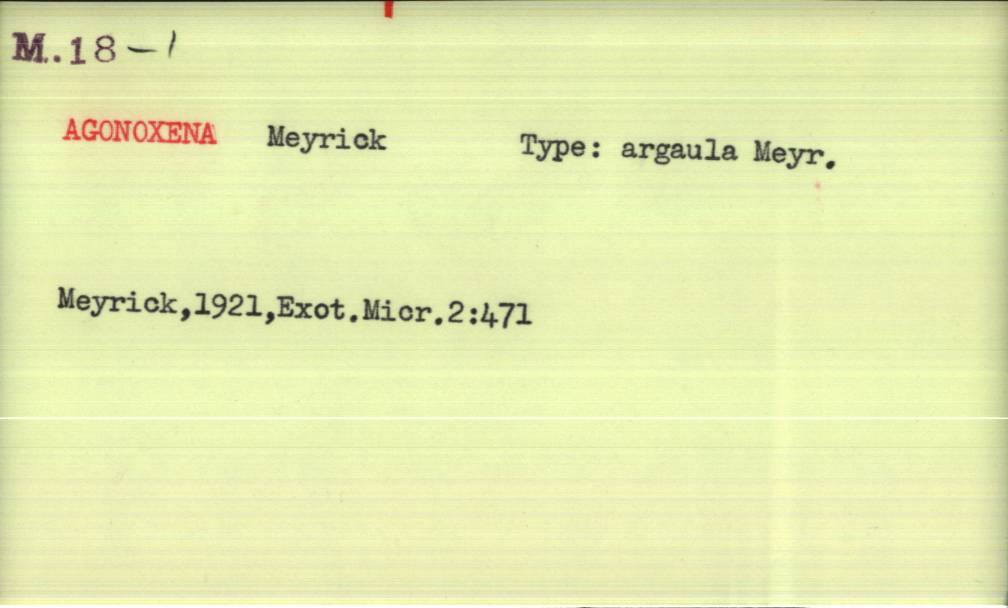 M.18-1
AGONOXENA Meyrick Type: argaula Meyr.
Meyrick,1921,Exot.Micr.2:471